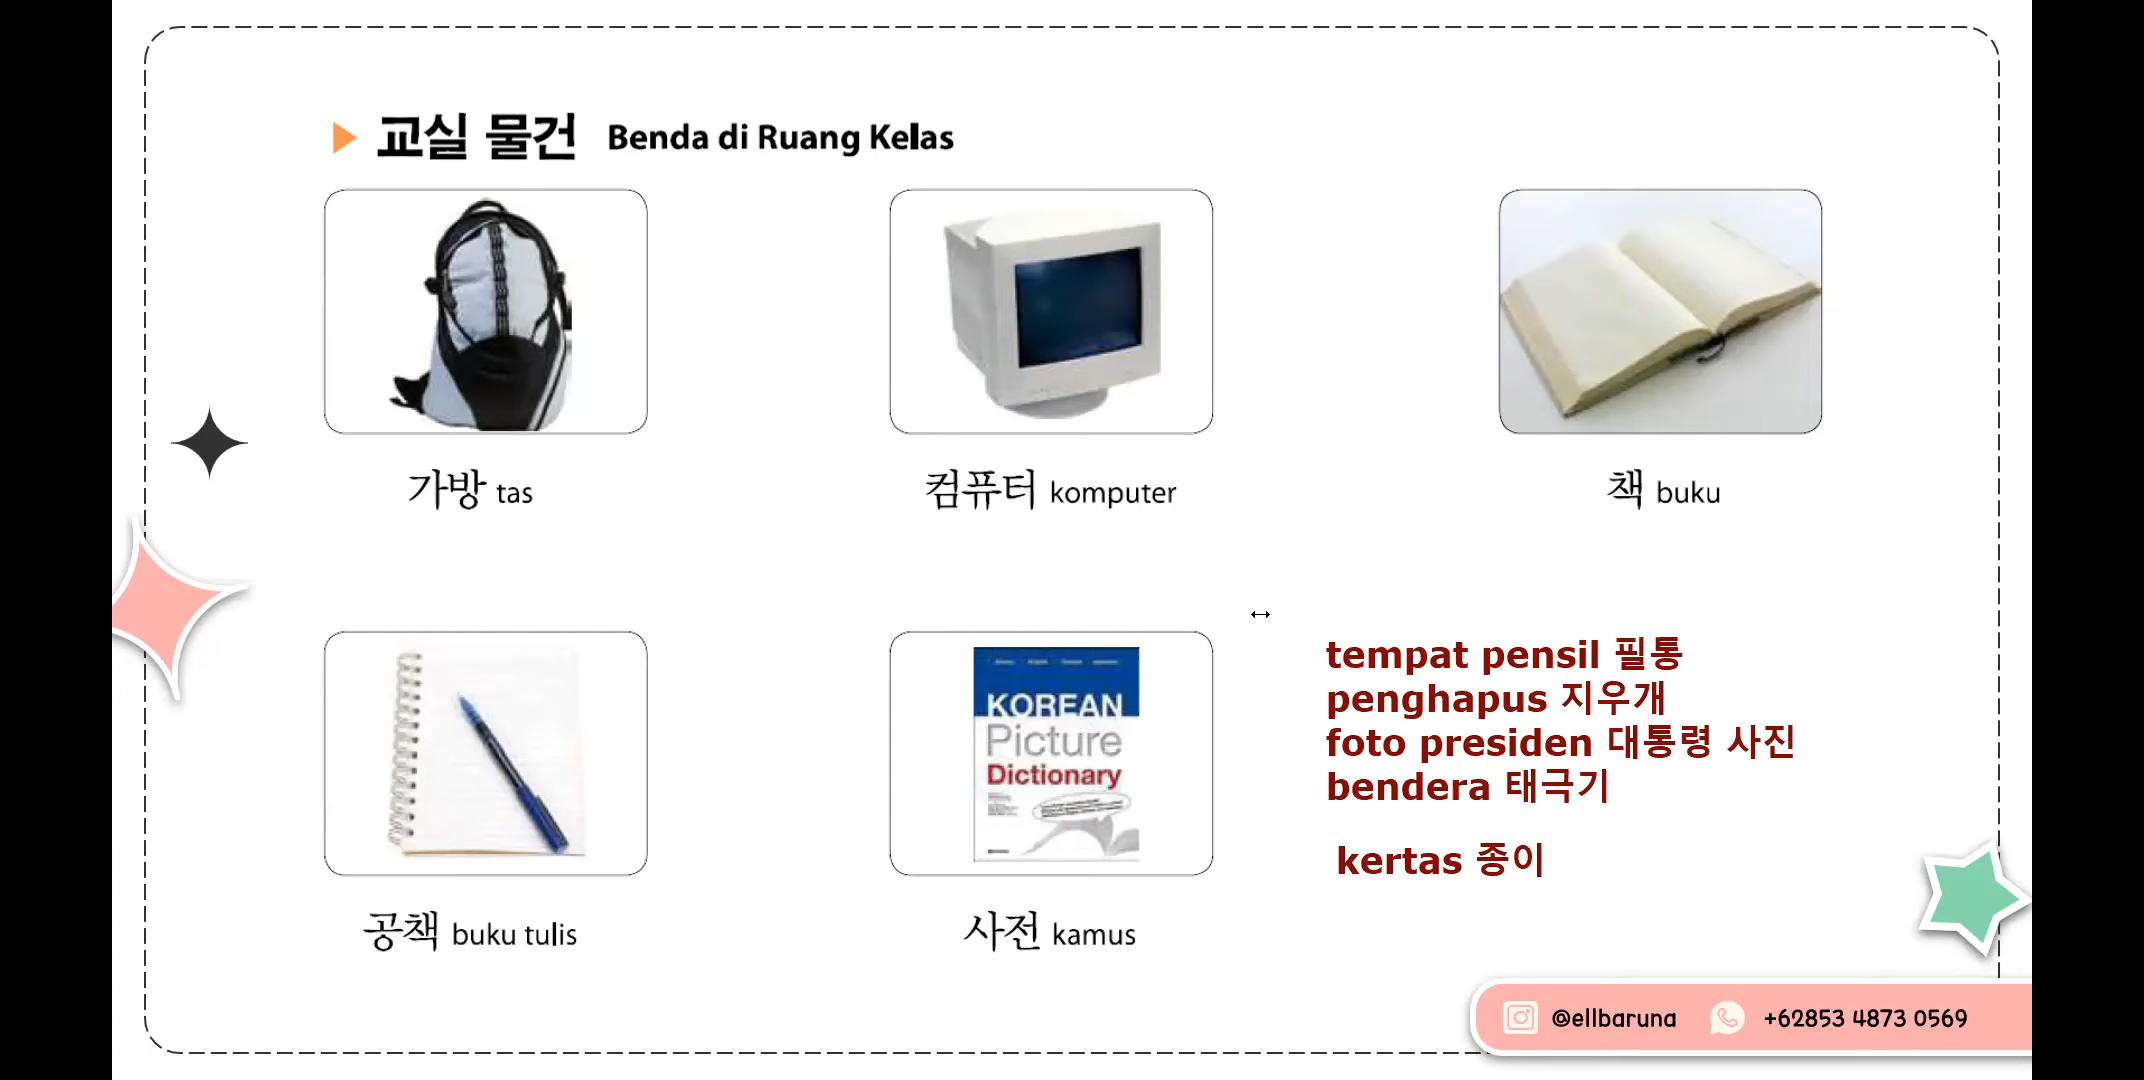 교실 물건 Benda di Ruang Kelas
가방 tas
컴퓨터 komputer
책 buku
KOREAN
Picture
Dictionary
공책 buku tulis
사전 kamus
tempat pensil 필통
penghapus 지우개
foto presiden 대통령 사진
bendera 태극기
kertas 종이
@ellbaruna +62853 4873 0569